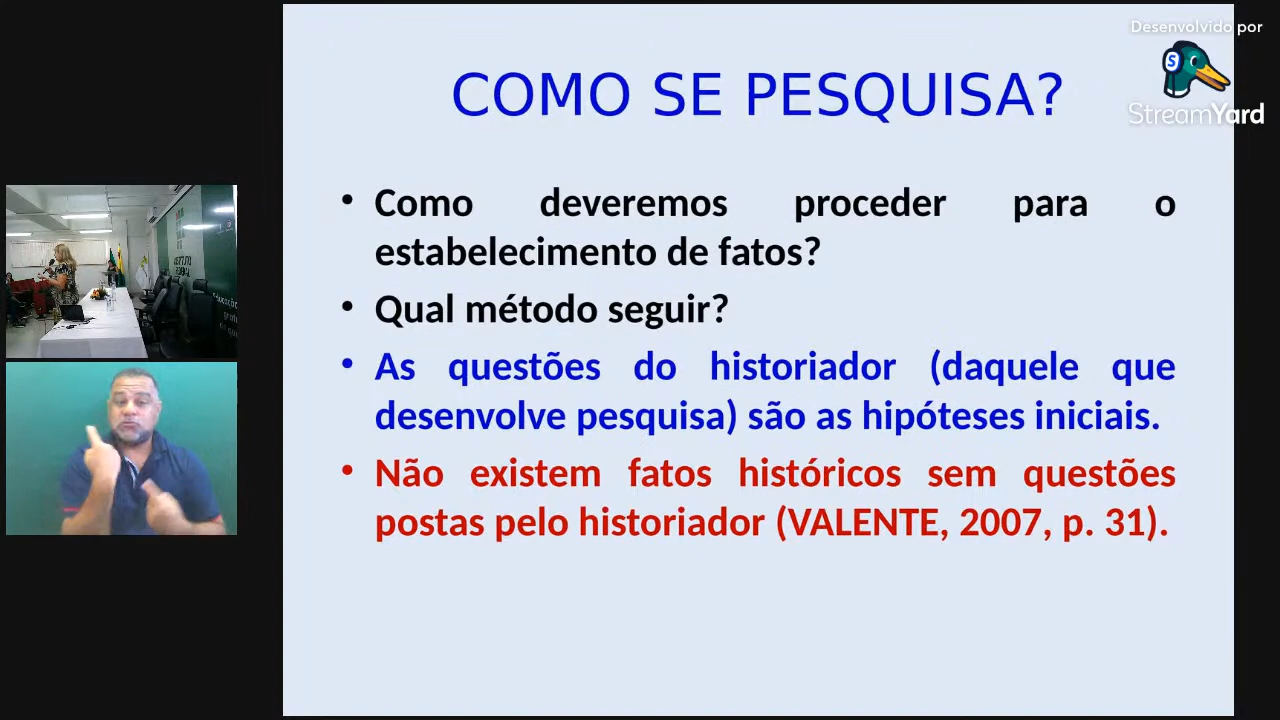 Desenvolvido por
StreamYard
COMO SE PESQUISA?
• Como deveremos proceder para o
estabelecimento de fatos?
• Qual método seguir?
• As questões do historiador (daquele que
desenvolve pesquisa) são as hipóteses iniciais.
• Não existem fatos históricos sem questões
postas pelo historiador (VALENTE, 2007, p. 31).